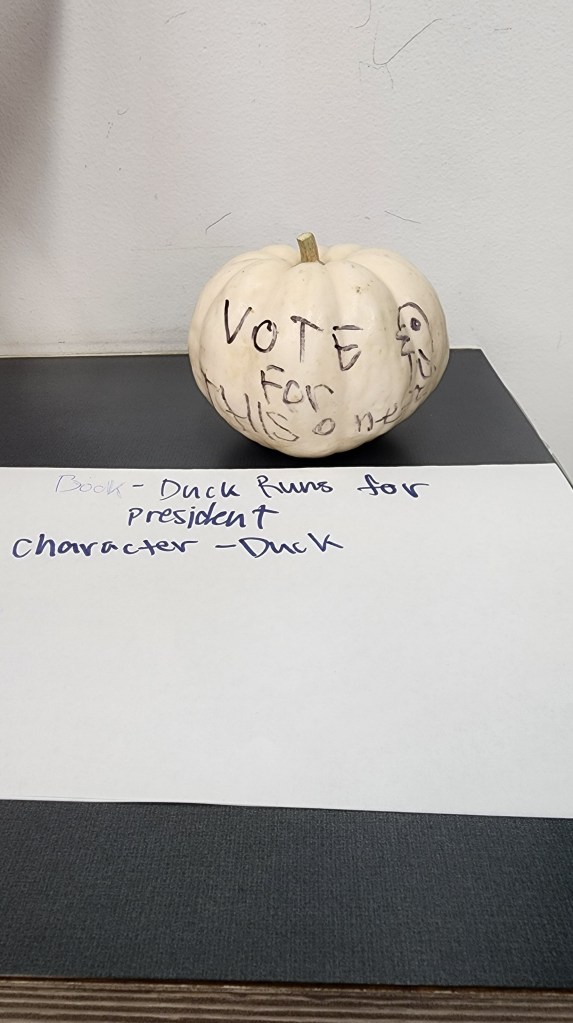 VOTE
For
THIS one
Book - Duck Runs for
President
Character - Duck